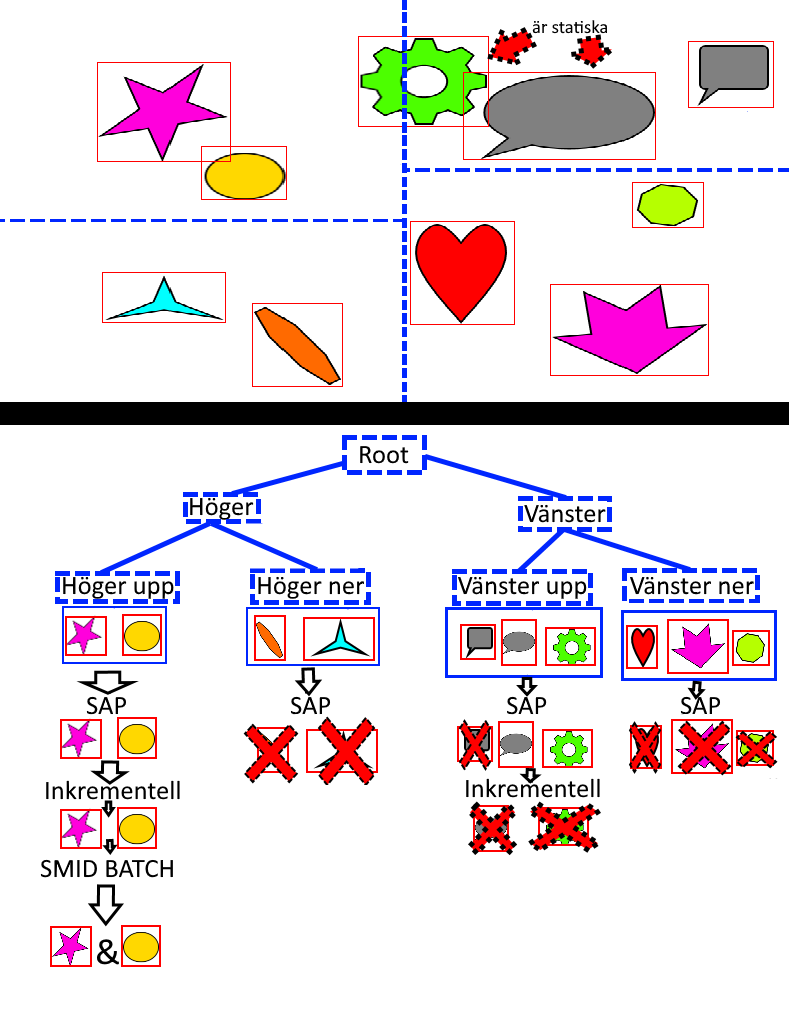 är statiska
Root
Höger
Vänster
Höger upp
Höger ner
Vänster upp
Vänster ner
SAP
SAP
SAP
SAP
Inkrementell
Inkrementell
SMID BATCH
&